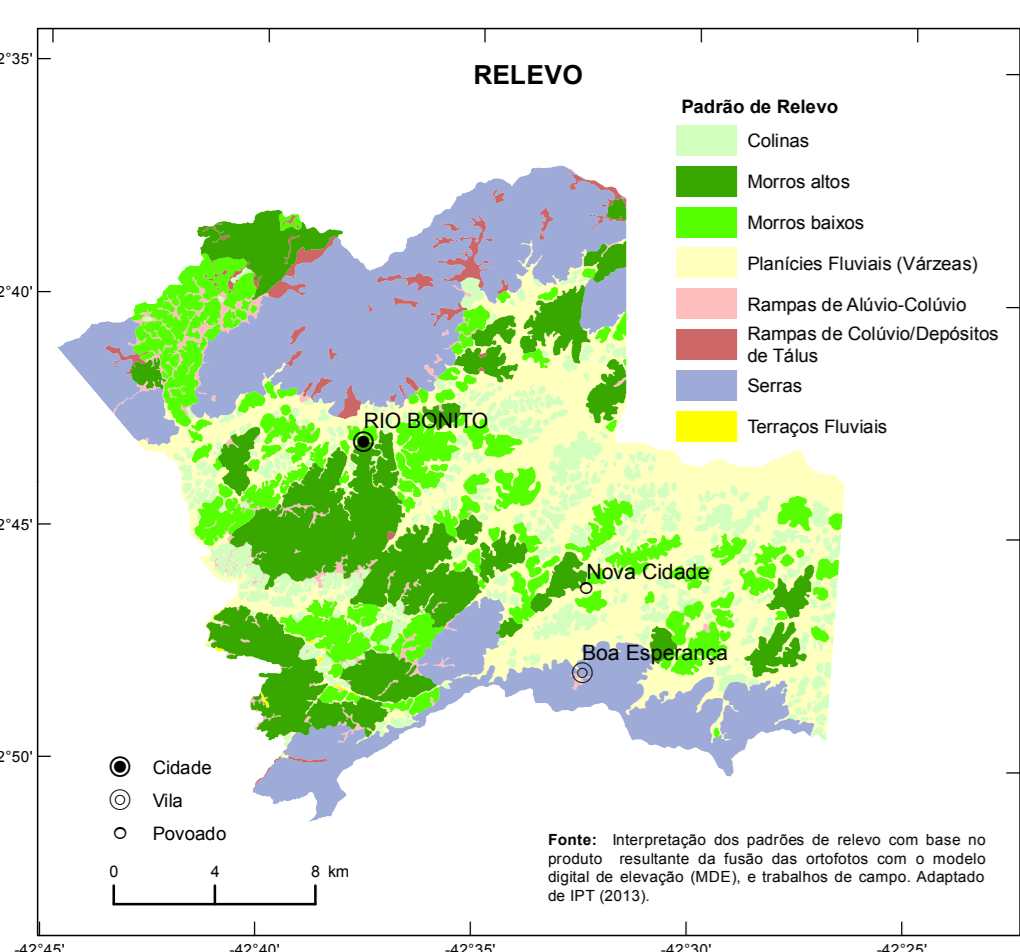 RELEVO
2°35'
2°40'
2°45'
2°50'
Padrão de Relevo
Colinas
Morros altos
Morros baixos
Planícies Fluviais (Várzeas)
Rampas de Alúvio-Colúvio
Rampas de Colúvio/Depósitos
de Tálus
Serras
Terraços Fluviais
RIO BONITO
Nova Cidade
Boa Esperança
Cidade
Vila
Povoado
0 4 8 km
Fonte: Interpretação dos padrões de relevo com base no
produto resultante da fusão das ortofotos com o modelo
digital de elevação (MDE), e trabalhos de campo. Adaptado
de IPT (2013).
-42°45' -42°40' -42°35' -42°30' -42°25'